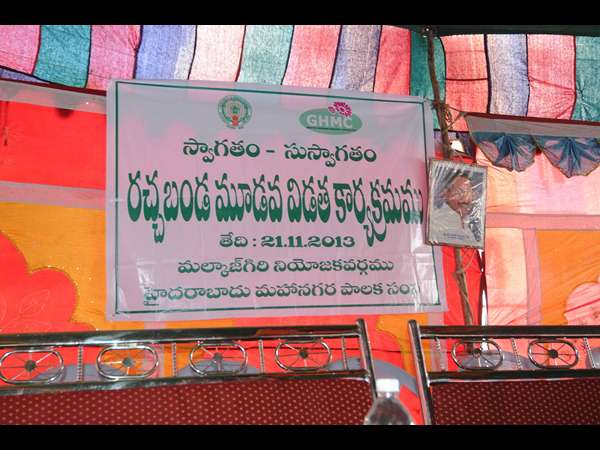 GHMC
స్వాగతం - సుస్వాగతం
రచ్చబండ మూడవ విడత కార్యక్రమము
తేది : 21.11.2013
మల్కాజ్‌గిరి నియోజకవర్గము
హైదరాబాదు మహానగర పాలక సంస్థ